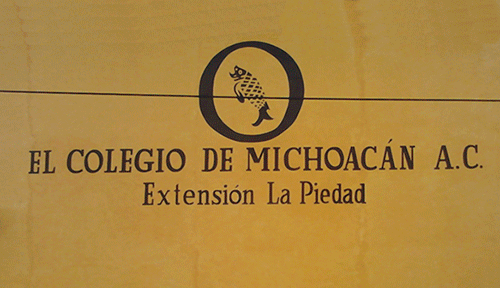 EL COLEGIO DE MICHOACÁN A.C.
Extensión La Piedad